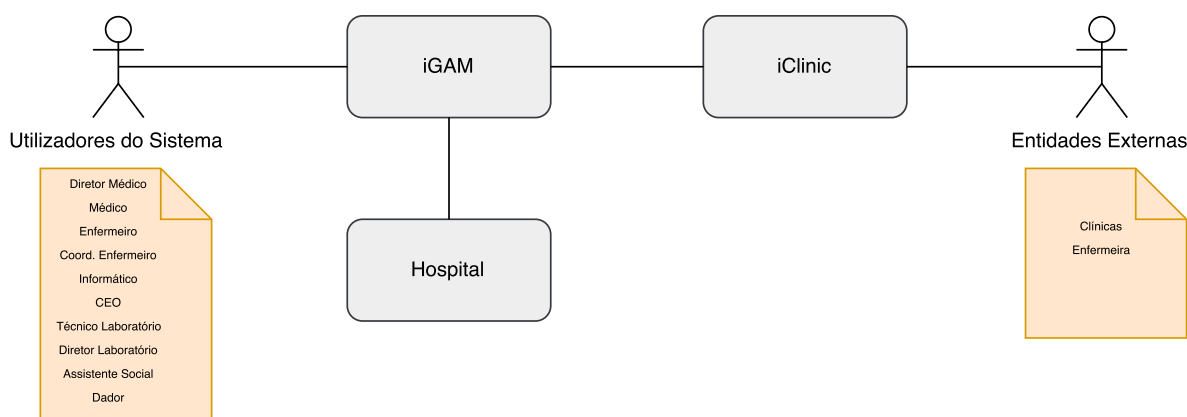 iGAM
iClinic
Utilizadores do Sistema
Entidades Externas
Diretor Médico
Médico
Enfermeiro
Coord. Enfermeiro
Informático
CEO
Técnico Laboratório
Diretor Laboratório
Assistente Social
Dador
Hospital
Clínicas
Enfermeira